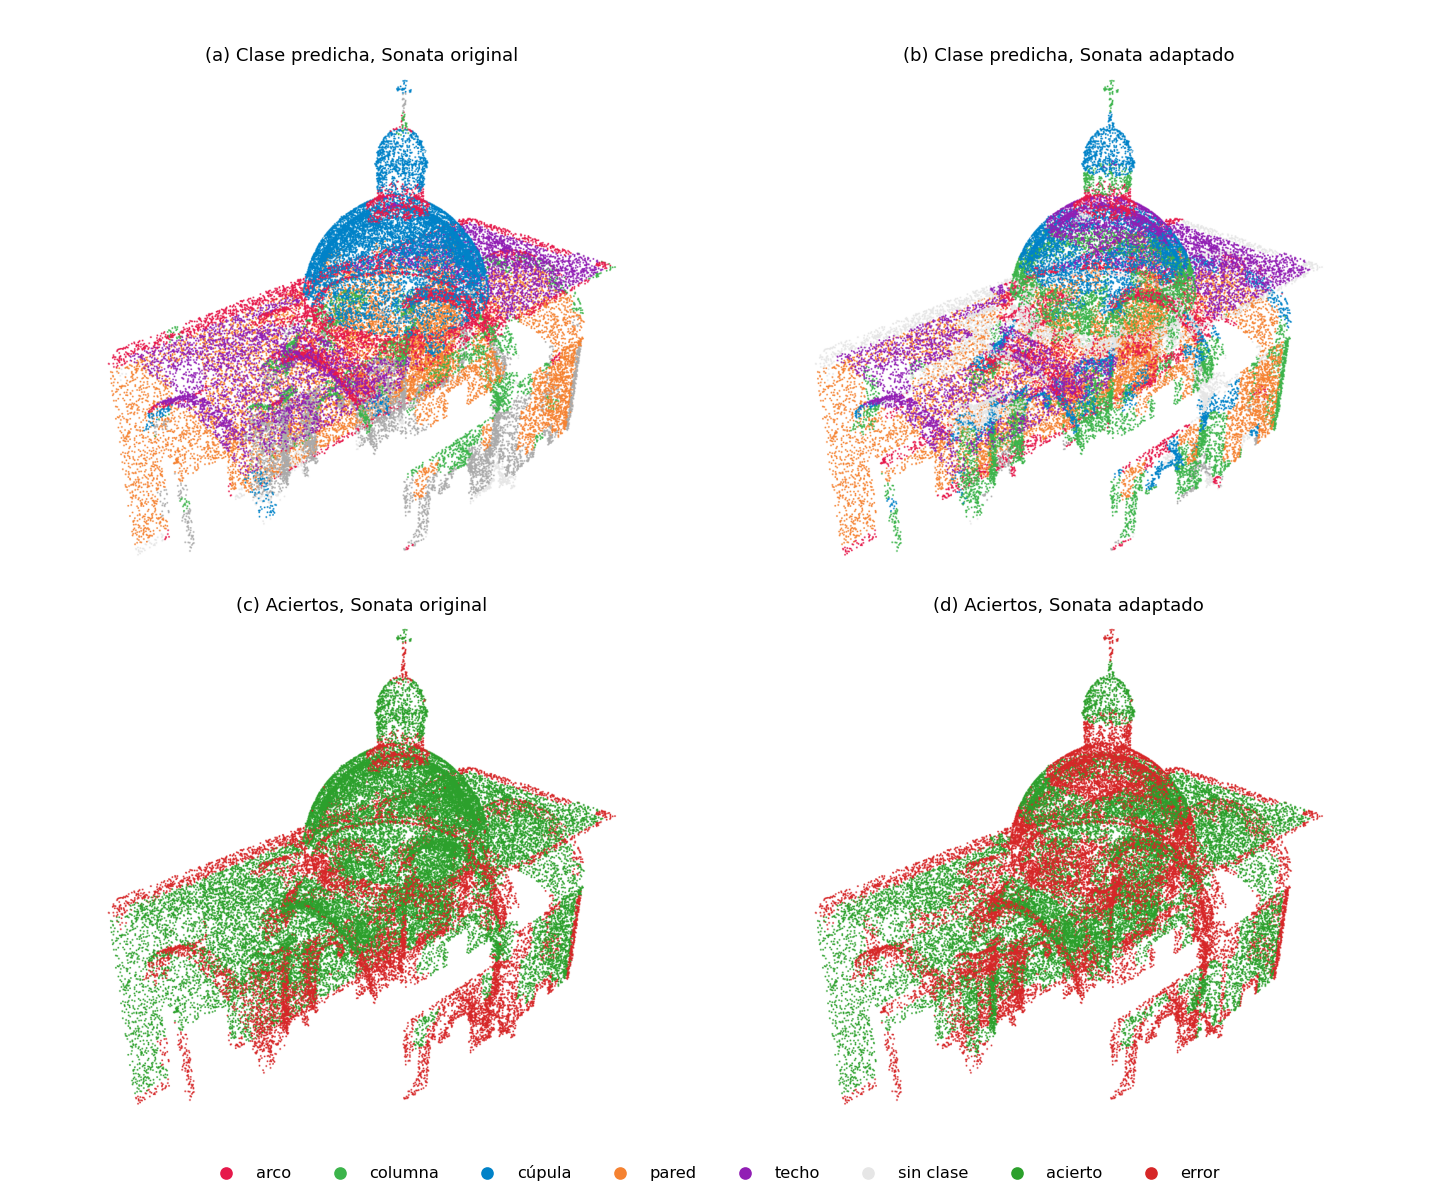 (a) Clase predicha, Sonata original
(b) Clase predicha, Sonata adaptado
(c) Aciertos, Sonata original
(d) Aciertos, Sonata adaptado
arco columna cúpula pared techo sin clase acierto error